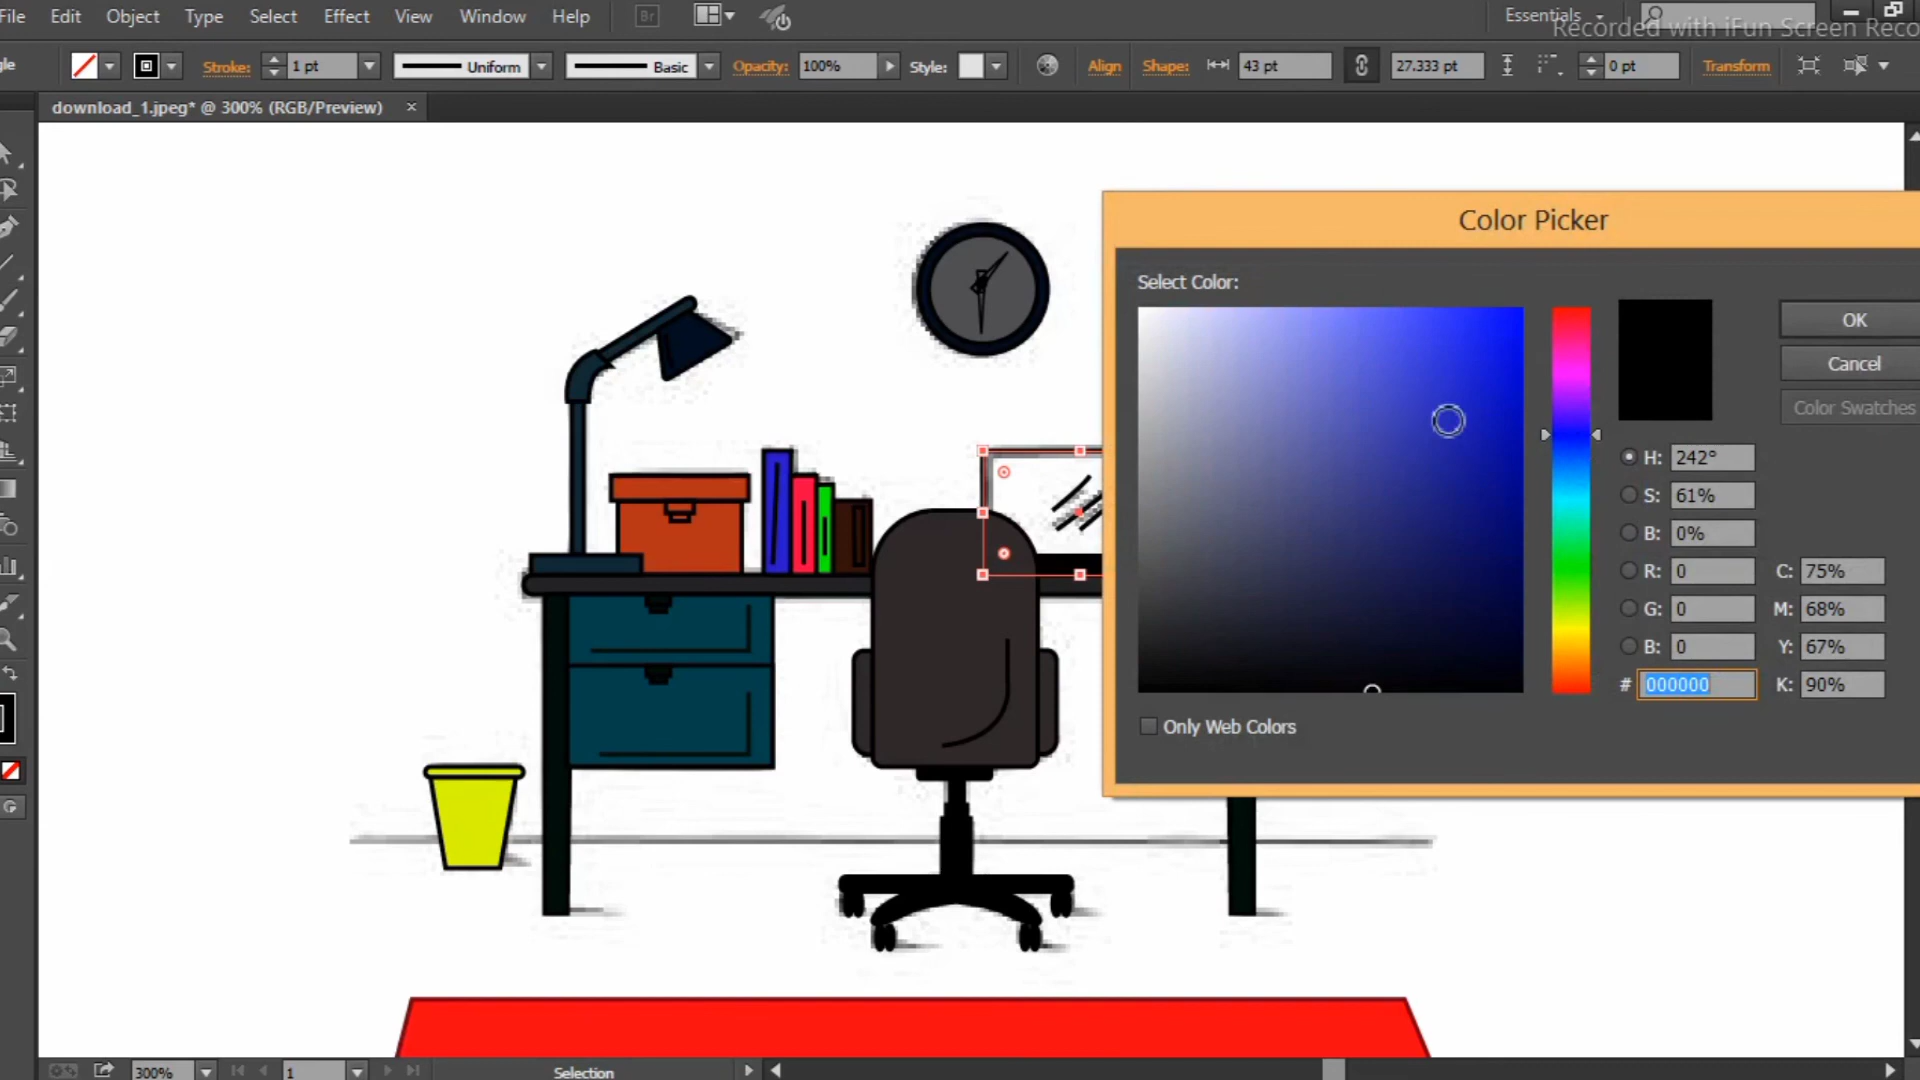 File Edit Object Type Select Effect View Window Help Br Essentials
Recorded with iFun Screen Reco
gle Stroke: 1 pt Uniform Basic Opacity: 100% Style: Align Shape: 43 pt 27.333 pt 0 pt Transform
download_1.jpeg* @ 300% (RGB/Preview) ×
Color Picker
Select Color:
OK
Cancel
Color Swatches
H: 242°
S: 61%
B: 0%
R: 0 C: 75%
G: 0 M: 68%
B: 0 Y: 67%
# 000000 K: 90%
Only Web Colors
300% 1 Selection